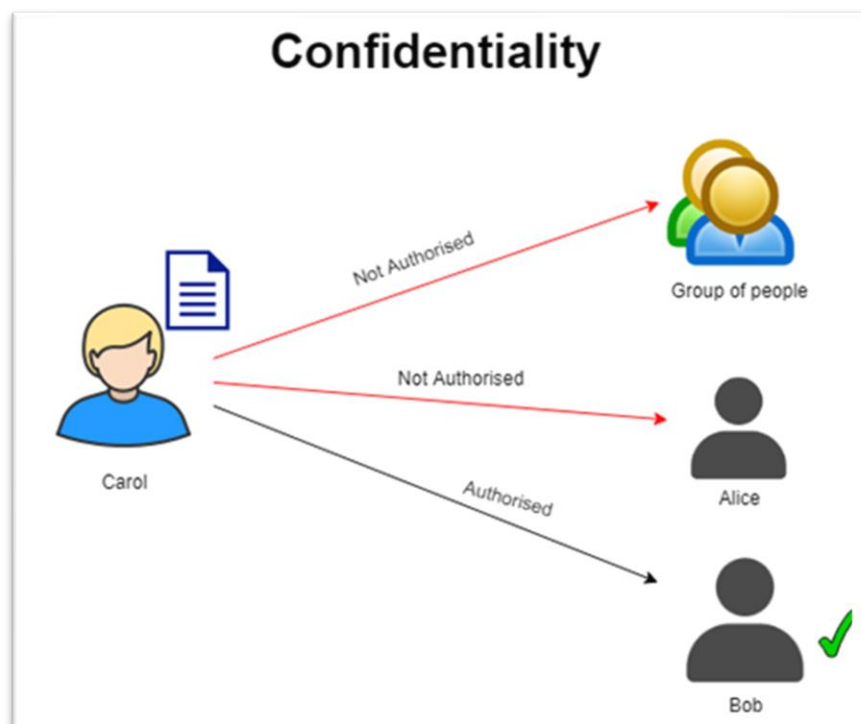 Confidentiality
Not Authorised
Group of people
Not Authorised
Carol
Alice
Authorised
Bob